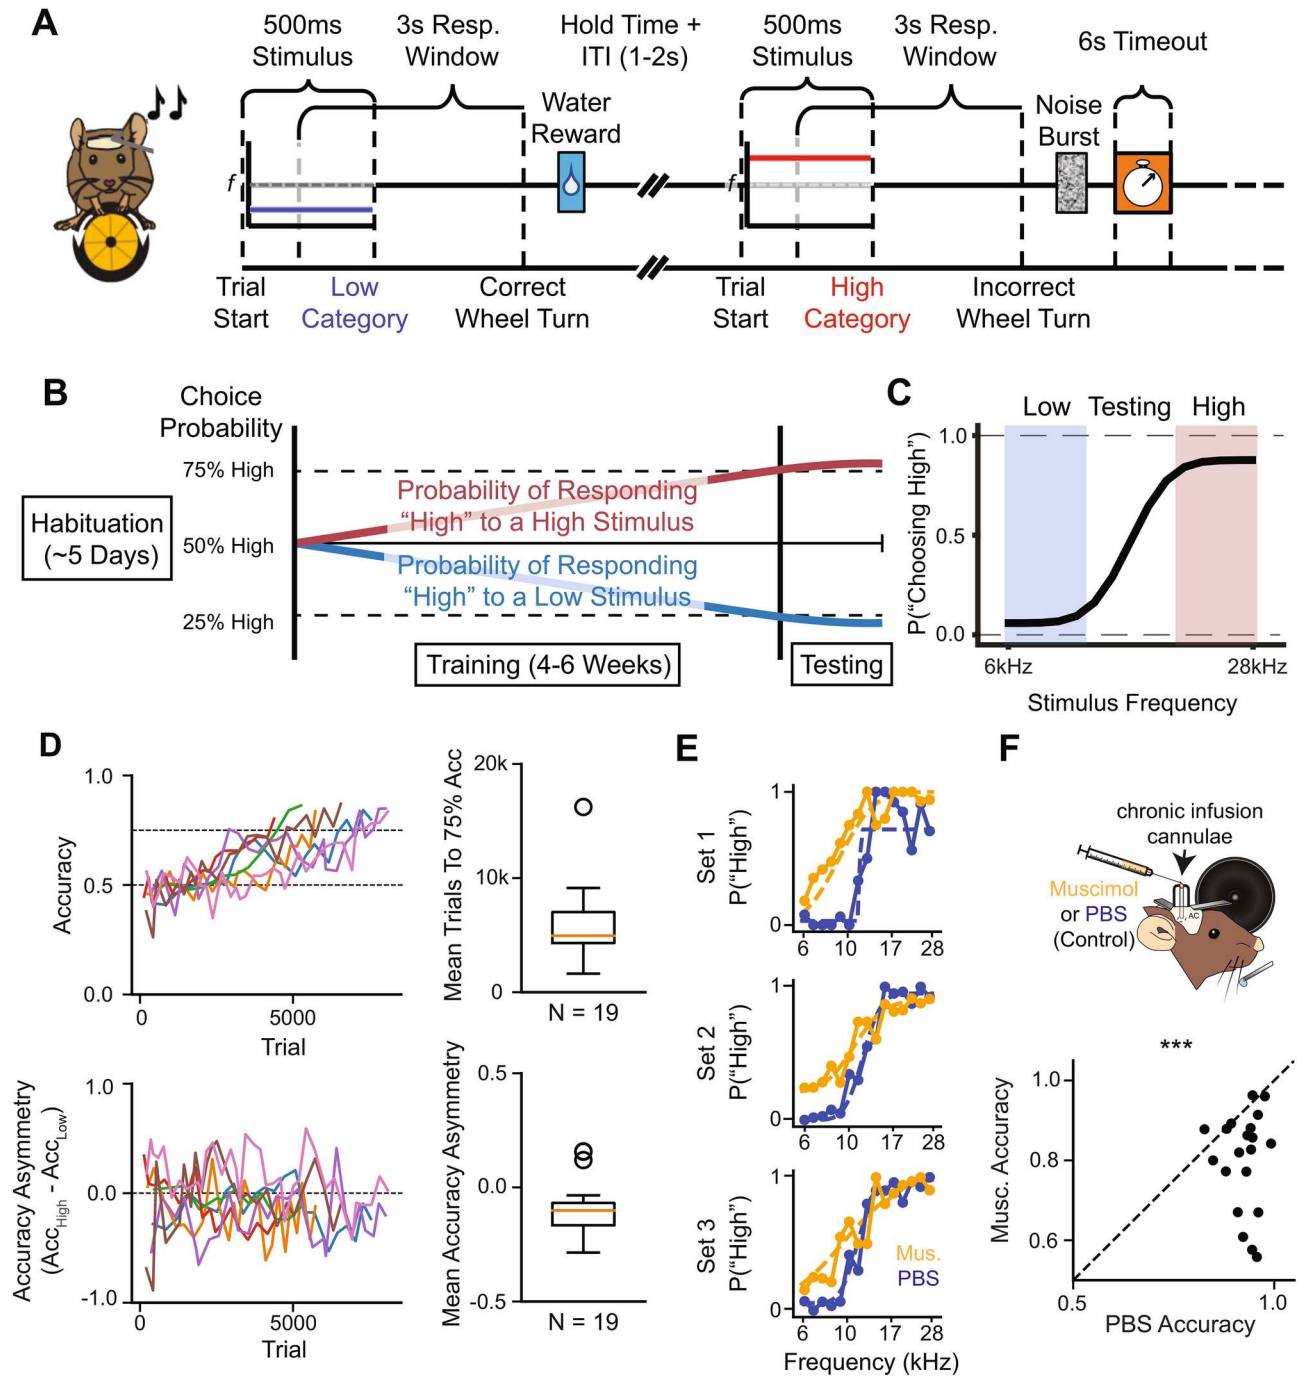 A
500ms
Stimulus
3s Resp.
Window
Hold Time +
ITI (1-2s)
500ms
Stimulus
3s Resp.
Window
6s Timeout
Water
Reward
Noise
Burst
f
f
Trial
Start
Low
Category
Correct
Wheel Turn
Trial
Start
High
Category
Incorrect
Wheel Turn
B
Choice
Probability
75% High
50% High
25% High
Habituation
(~5 Days)
Probability of Responding
“High” to a High Stimulus
Probability of Responding
“High” to a Low Stimulus
Training (4-6 Weeks)
Testing
C
Low
Testing
High
P(“Choosing High”)
1.0
0.5
0.0
6kHz
28kHz
Stimulus Frequency
D
Accuracy
1.0
0.5
0.0
0
5000
Trial
Mean Trials To 75% Acc
20k
10k
0
N = 19
Accuracy Asymmetry
(AccHigh - AccLow)
1.0
0.0
-1.0
0
5000
Trial
Mean Accuracy Asymmetry
0.5
0.0
-0.5
N = 19
E
Set 1
P(“High”)
1
0
6
10
17
28
Set 2
P(“High”)
1
0
6
10
17
28
Set 3
P(“High”)
1
0
Mus.
PBS
6
10
17
28
Frequency (kHz)
F
chronic infusion
cannulae
Muscimol
or PBS
(Control)
AC
***
Musc. Accuracy
1.0
0.8
0.6
0.5
1.0
PBS Accuracy